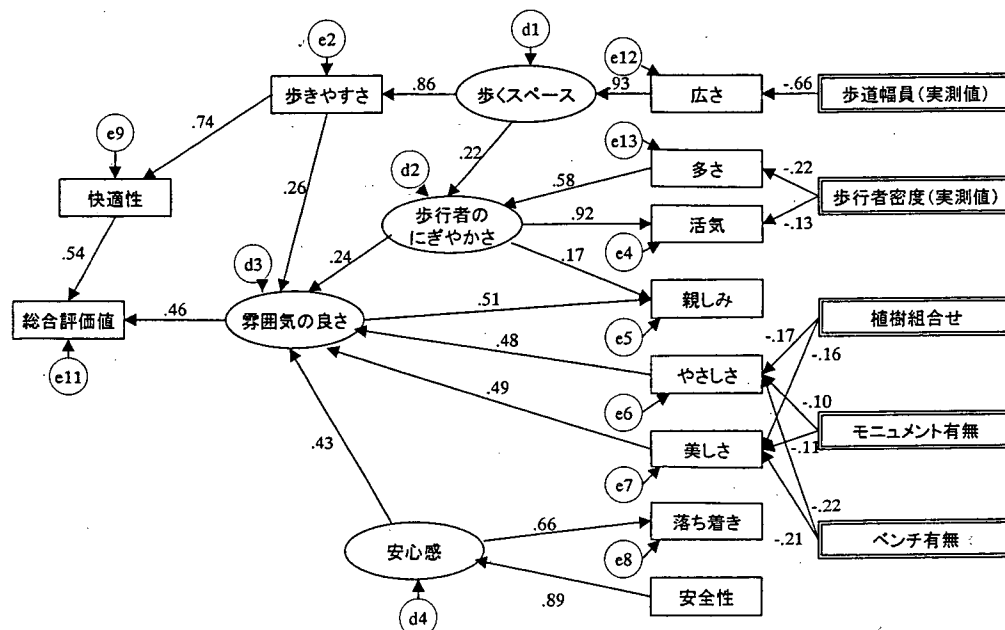 d1
e2
e12
歩きやすさ
.86
歩くスペース
.93
広さ
-.66
歩道幅員(実測値)
.74
e9
.22
e13
d2
多さ
-.22
快適性
.26
.58
歩行者密度(実測値)
歩行者の
にぎやかさ
.92
活気
-.13
e4
.54
d3
.24
.17
総合評価値
.46
雰囲気の良さ
.51
親しみ
植樹組合せ
e5
e11
.48
-.17
-.16
やさしさ
-.10
e6
.49
モニュメント有無
美しさ
-.11
.43
e7
-.22
.66
落ち着き
-.21
ベンチ有無
安心感
e8
.89
安全性
d4